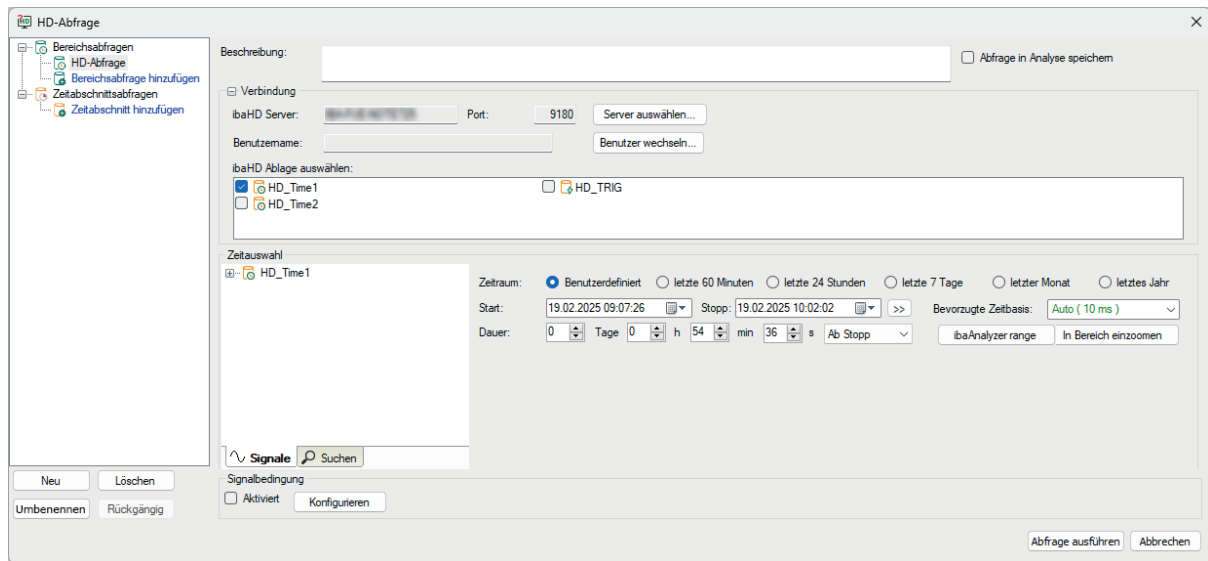 HD-Abfrage
Bereichsabfragen
HD-Abfrage
Bereichsabfrage hinzufügen
Zeitabschnittsabfragen
Zeitabschnitt hinzufügen
Neu Löschen
Umbenennen Rückgängig
Beschreibung: Abfrage in Analyse speichern
Verbindung
ibaHD Server: Port: 9180 Server auswählen...
Benutzername: Benutzer wechseln...
ibaHD Ablage auswählen:
HD_Time1 HD_TRIG
HD_Time2
Zeitauswahl
HD_Time1
Signale Suchen
Zeitraum: Benutzerdefiniert letzte 60 Minuten letzte 24 Stunden letzte 7 Tage letzter Monat letztes Jahr
Start: 19.02.2025 09:07:26 Stopp: 19.02.2025 10:02:02 >> Bevorzugte Zeitbasis: Auto ( 10 ms )
Dauer: 0 Tage 0 h 54 min 36 s Ab Stopp ibaAnalyzer range In Bereich einzoomen
Signalbedingung
Aktiviert Konfigurieren
Abfrage ausführen Abbrechen